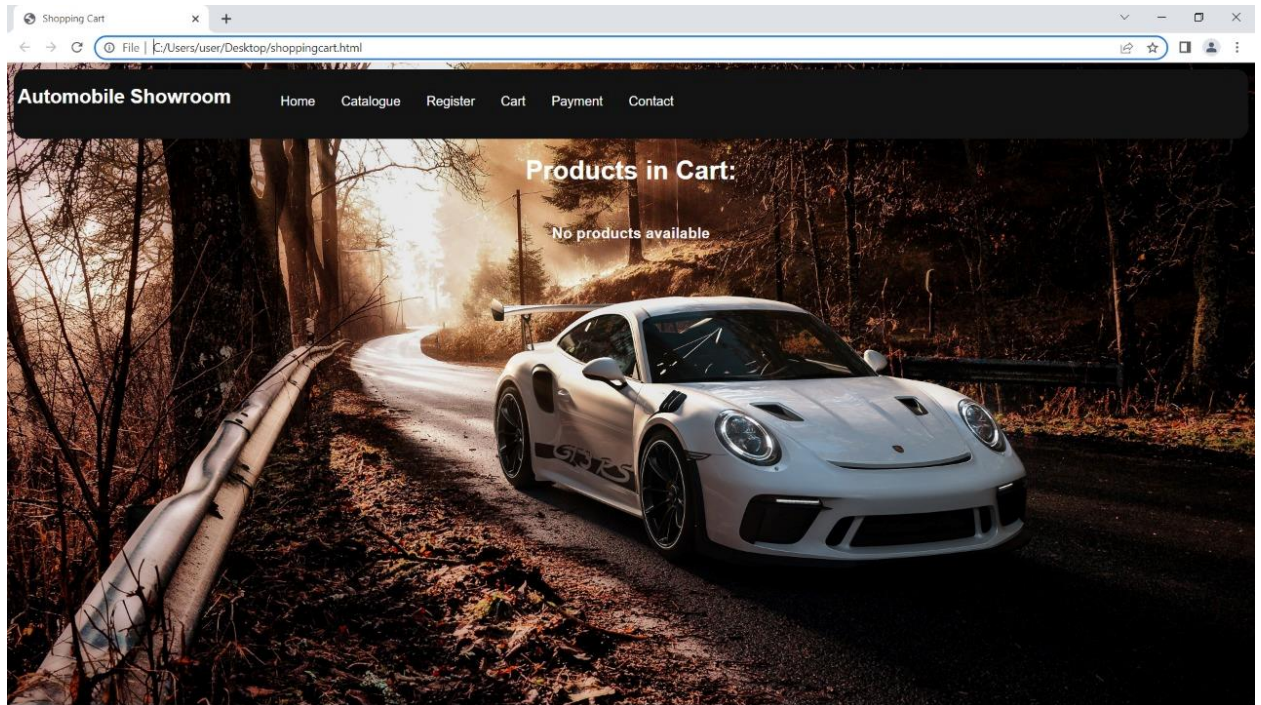 Shopping Cart
File | C:/Users/user/Desktop/shoppingcart.html
Automobile Showroom Home Catalogue Register Cart Payment Contact
Products in Cart:
No products available
GT3 RS